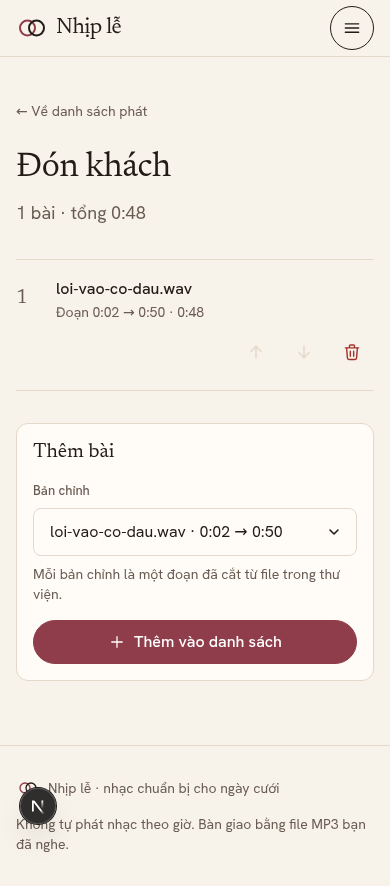 Nhịp lễ
← Về danh sách phát
Đón khách
1 bài · tổng 0:48
1
loi-vao-co-dau.wav
Đoạn 0:02 → 0:50 · 0:48
Thêm bài
Bản chỉnh
loi-vao-co-dau.wav · 0:02 → 0:50
Mỗi bản chỉnh là một đoạn đã cắt từ file trong thư
viện.
+ Thêm vào danh sách
Nhịp lễ · nhạc chuẩn bị cho ngày cưới
N
Không tự phát nhạc theo giờ. Bàn giao bằng file MP3 bạn
đã nghe.